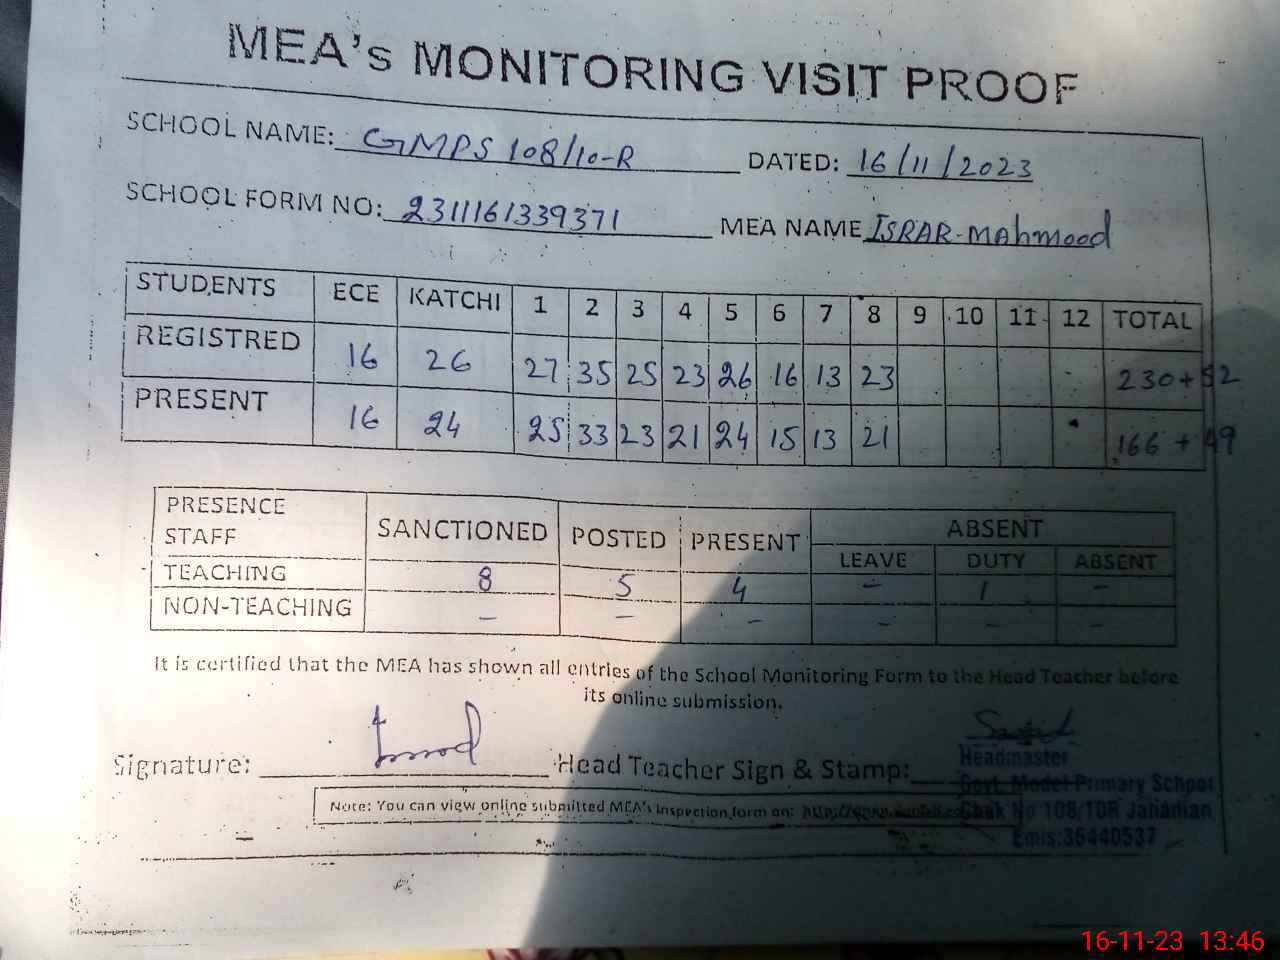 MEA's MONITORING VISIT PROOF
SCHOOL NAME: GMPS 108/10-R DATED: 16/11/2023
SCHOOL FORM NO: 2311161339371 MEA NAME ISRAR-MAhmood
STUDENTS ECE KATCHI 1 2 3 4 5 6 7 8 9 10 11 12 TOTAL
REGISTRED 16 26 27 35 25 23 26 16 13 23 230+52
PRESENT 16 24 25 33 23 21 24 15 13 21 166 + 49
PRESENCE STAFF SANCTIONED POSTED PRESENT ABSENT
LEAVE DUTY ABSENT
TEACHING 8 5 4 - 1 -
NON-TEACHING - - - - - -
It is certified that the MEA has shown all entries of the School Monitoring Form to the Head Teacher before
its online submission.
Signature: Head Teacher Sign & Stamp:
Headmaster
Govt. Model Primary School
Chak No 108/10R Jahanian
Emis:36440537
Note: You can view online submitted MEA's inspection form on:
16-11-23 13:46